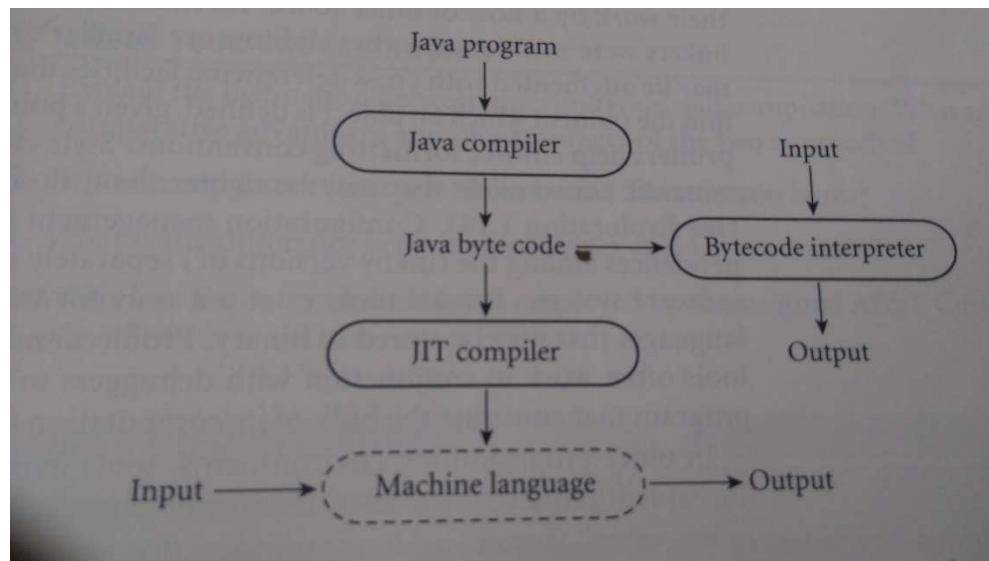 Java program
Java compiler
Input
Java byte code
Bytecode interpreter
JIT compiler
Output
Input
Machine language
Output